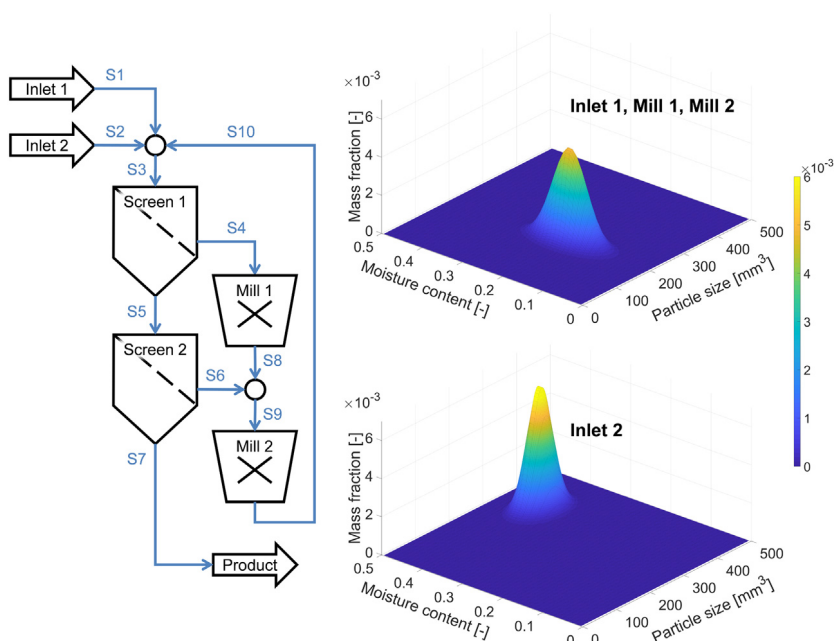 S1
Inlet 1
S2
S10
Inlet 2
S3
Screen 1
S4
Mill 1
S5
Screen 2
S6
S8
S9
Mill 2
S7
Product
×10⁻³
Inlet 1, Mill 1, Mill 2
Mass fraction [-]
6
4
2
0
0.5
0.4
0.3
0.2
0.1
0
Moisture content [-]
0
100
200
300
400
500
Particle size [mm³]
6 ×10⁻³
5
4
3
2
1
0
×10⁻³
Inlet 2
Mass fraction [-]
6
4
2
0
0.5
0.4
0.3
0.2
0.1
0
Moisture content [-]
0
100
200
300
400
500
Particle size [mm³]